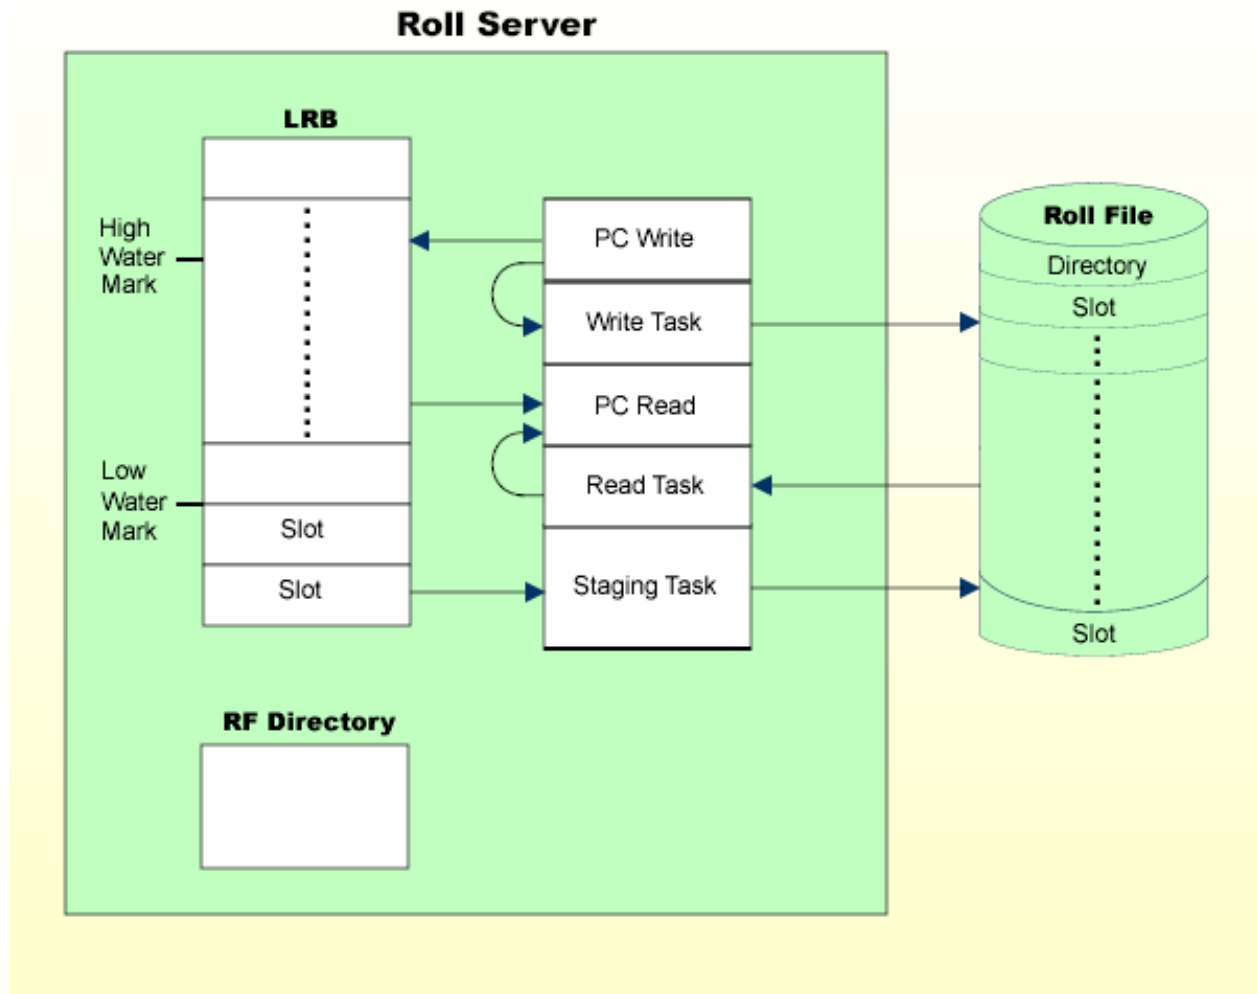 Roll Server
LRB
High
Water
Mark
Low
Water
Mark
Slot
Slot
PC Write
Write Task
PC Read
Read Task
Staging Task
RF Directory
Roll File
Directory
Slot
Slot